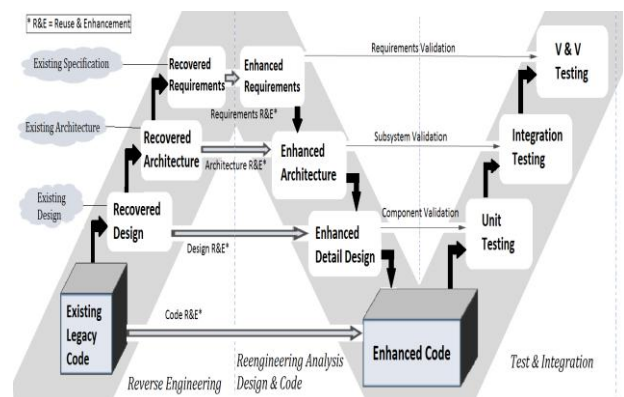 * R&E = Reuse & Enhancement
Existing Specification
Recovered
Requirements
Enhanced
Requirements
Requirements Validation
V & V
Testing
Requirements R&E*
Existing Architecture
Recovered
Architecture
Architecture R&E*
Enhanced
Architecture
Subsystem Validation
Integration
Testing
Existing
Design
Recovered
Design
Design R&E*
Enhanced
Detail Design
Component Validation
Unit
Testing
Existing
Legacy
Code
Code R&E*
Enhanced Code
Reverse Engineering
Reengineering Analysis
Design & Code
Test & Integration